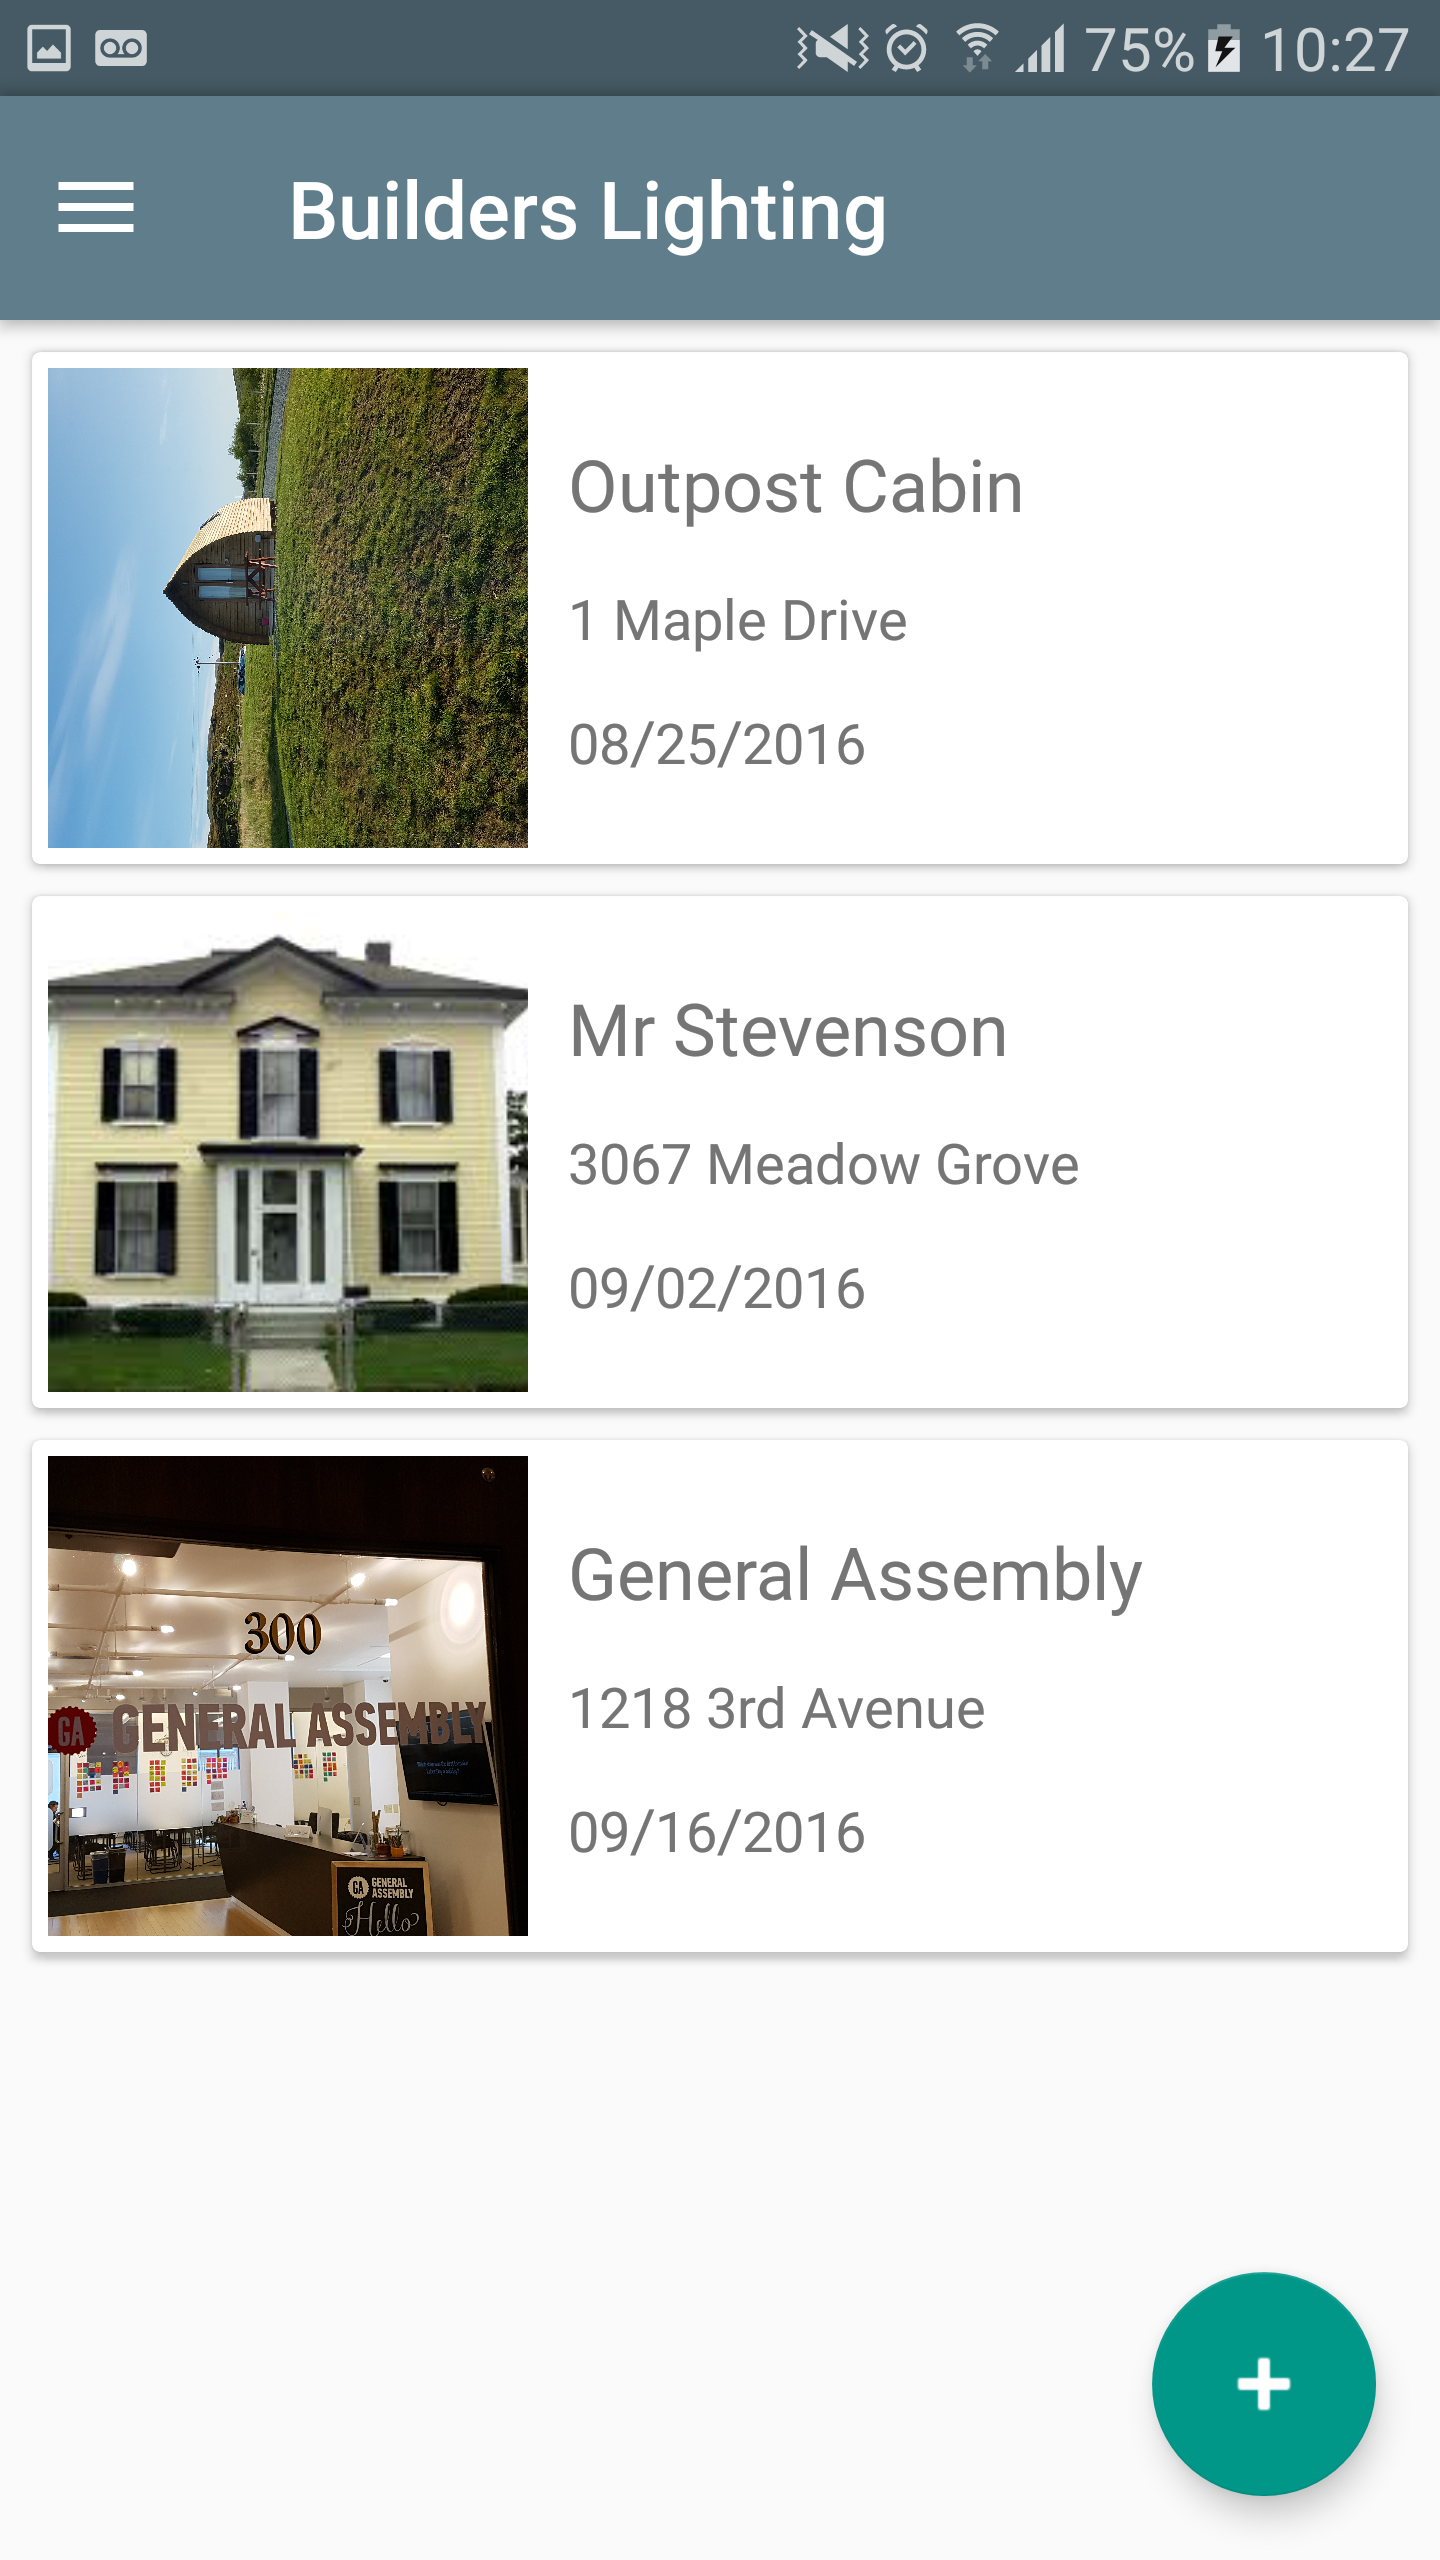 75% 10:27
Builders Lighting
Outpost Cabin
1 Maple Drive
08/25/2016
Mr Stevenson
3067 Meadow Grove
09/02/2016
300
GA GENERAL ASSEMBLY
GA GENERAL ASSEMBLY
Hello
General Assembly
1218 3rd Avenue
09/16/2016